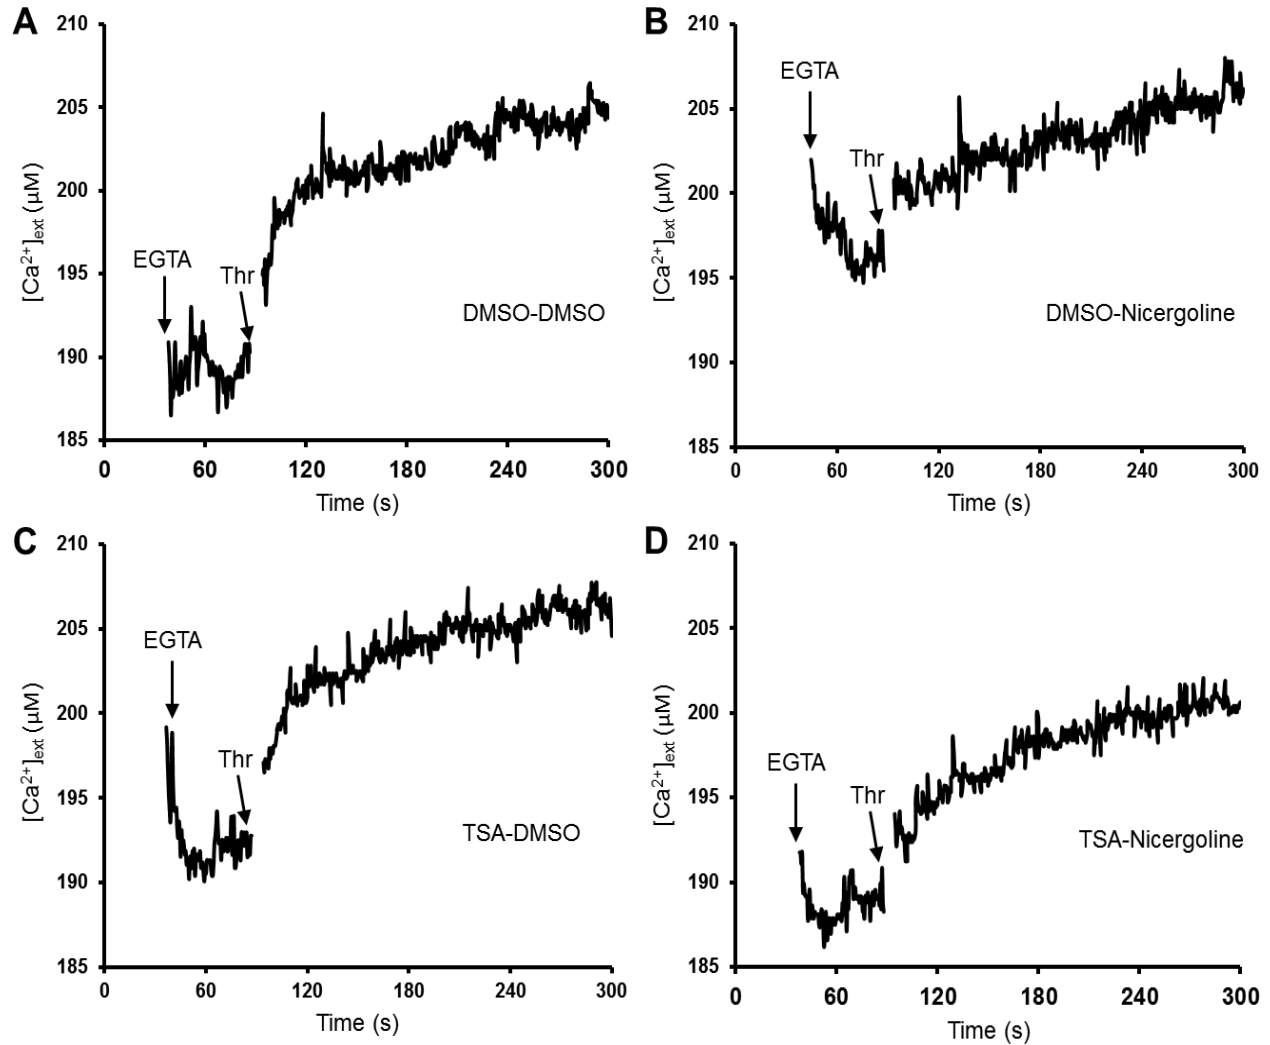 A
210
205
200
195
190
185
[Ca²⁺]ext (µM)
EGTA
Thr
DMSO-DMSO
0 60 120 180 240 300
Time (s)
B
210
205
200
195
190
185
[Ca²⁺]ext (µM)
EGTA
Thr
DMSO-Nicergoline
0 60 120 180 240 300
Time (s)
C
210
205
200
195
190
185
[Ca²⁺]ext (µM)
EGTA
Thr
TSA-DMSO
0 60 120 180 240 300
Time (s)
D
210
205
200
195
190
185
[Ca²⁺]ext (µM)
EGTA
Thr
TSA-Nicergoline
0 60 120 180 240 300
Time (s)